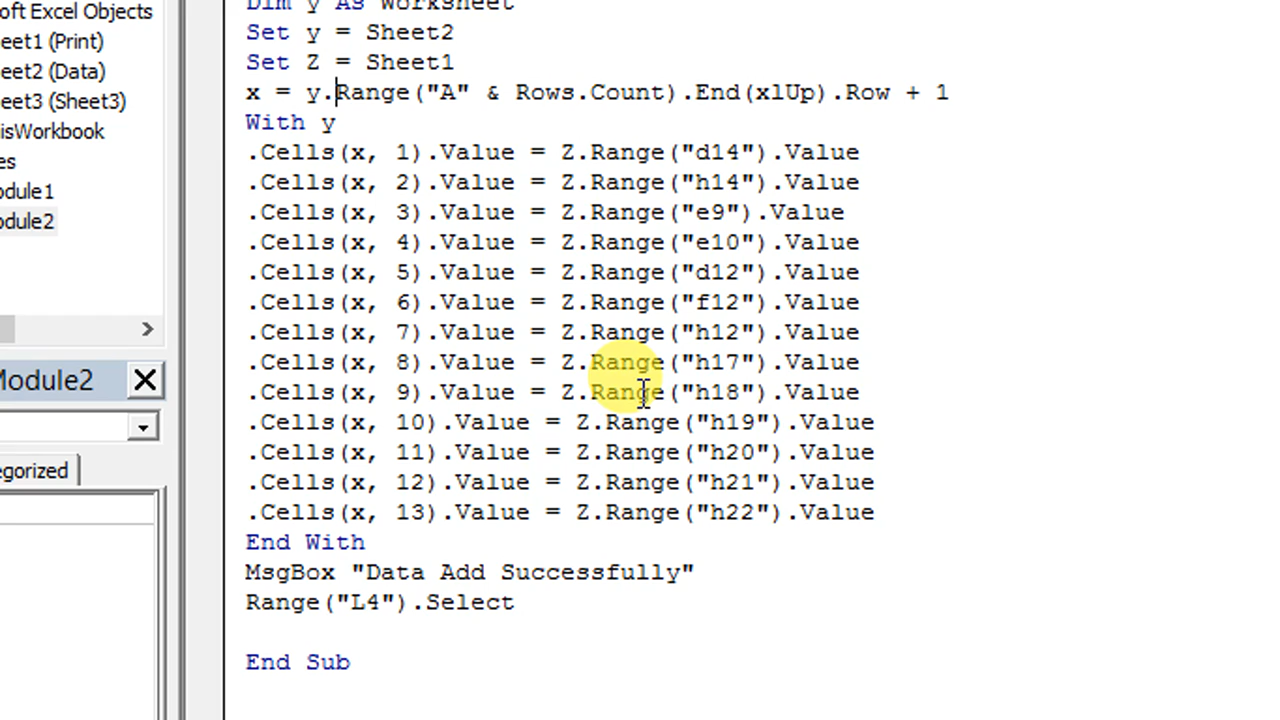 oft Excel Objects
eet1 (Print)
eet2 (Data)
eet3 (Sheet3)
isWorkbook
es
odule1
odule2
Module2
egorized
Dim y As Worksheet
Set y = Sheet2
Set Z = Sheet1
x = y.Range("A" & Rows.Count).End(xlUp).Row + 1
With y
.Cells(x, 1).Value = Z.Range("d14").Value
.Cells(x, 2).Value = Z.Range("h14").Value
.Cells(x, 3).Value = Z.Range("e9").Value
.Cells(x, 4).Value = Z.Range("e10").Value
.Cells(x, 5).Value = Z.Range("d12").Value
.Cells(x, 6).Value = Z.Range("f12").Value
.Cells(x, 7).Value = Z.Range("h12").Value
.Cells(x, 8).Value = Z.Range("h17").Value
.Cells(x, 9).Value = Z.Range("h18").Value
.Cells(x, 10).Value = Z.Range("h19").Value
.Cells(x, 11).Value = Z.Range("h20").Value
.Cells(x, 12).Value = Z.Range("h21").Value
.Cells(x, 13).Value = Z.Range("h22").Value
End With
MsgBox "Data Add Successfully"
Range("L4").Select
End Sub